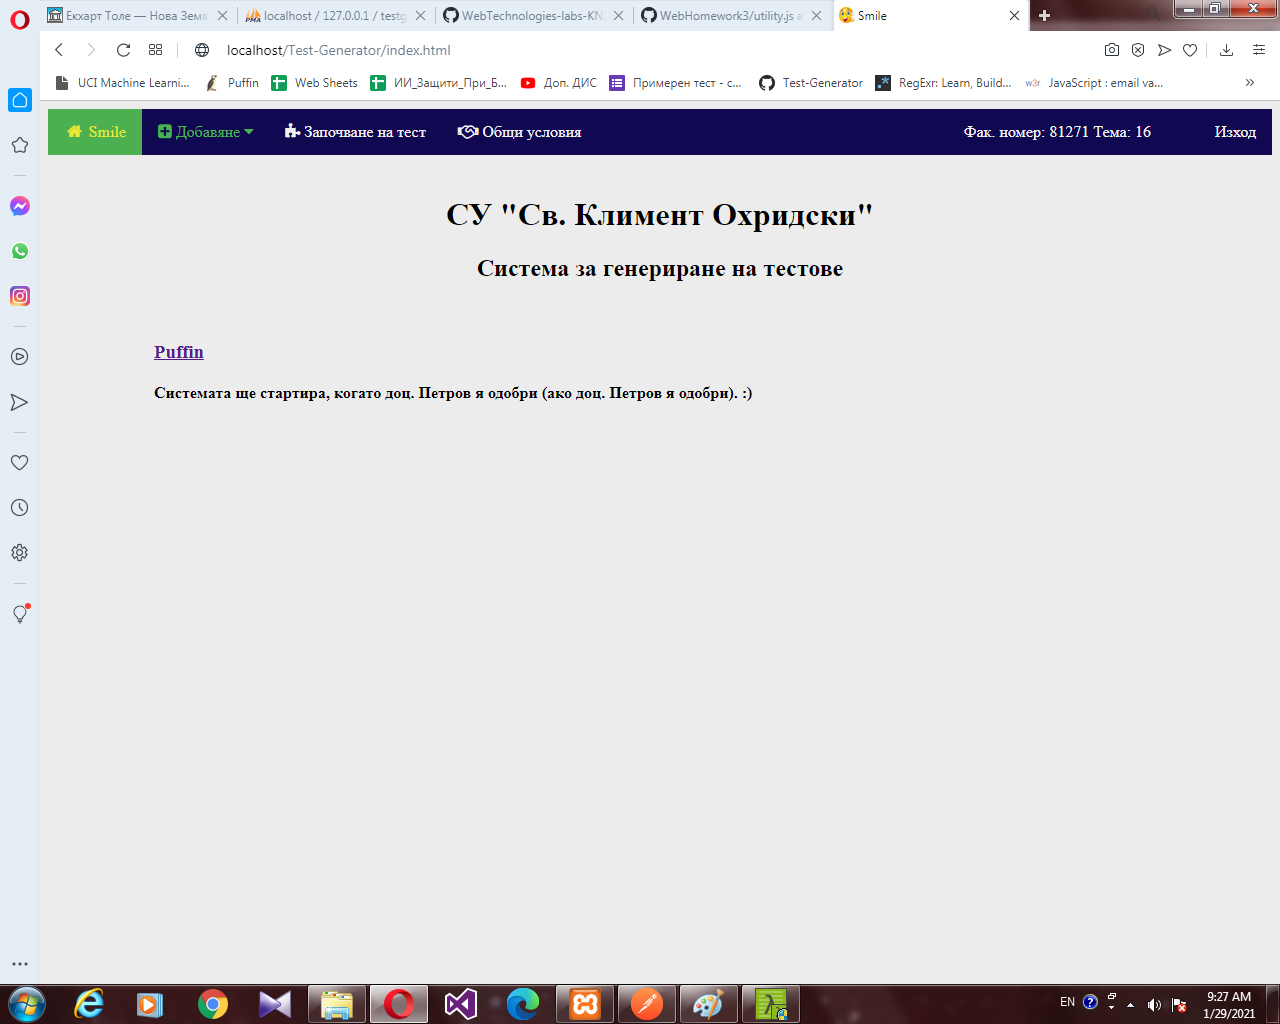 Екхарт Толе — Нова Земя
localhost / 127.0.0.1 / testg
WebTechnologies-labs-KN
WebHomework3/utility.js a
Smile
localhost/Test-Generator/index.html
UCI Machine Learni...
Puffin
Web Sheets
ИИ_Защити_При_Б...
Доп. ДИС
Примерен тест - с...
Test-Generator
RegExr: Learn, Build...
w3r JavaScript : email va...
»
Smile
Добавяне
Започване на тест
Общи условия
Фак. номер: 81271 Тема: 16
Изход
СУ "Св. Климент Охридски"
Система за генериране на тестове
Puffin
Системата ще стартира, когато доц. Петров я одобри (ако доц. Петров я одобри). :)
EN
9:27 AM
1/29/2021